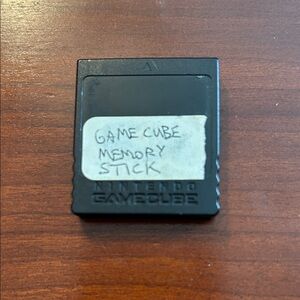 GAME CUBE
MEMORY
STICK
NINTENDO
GAMECUBE